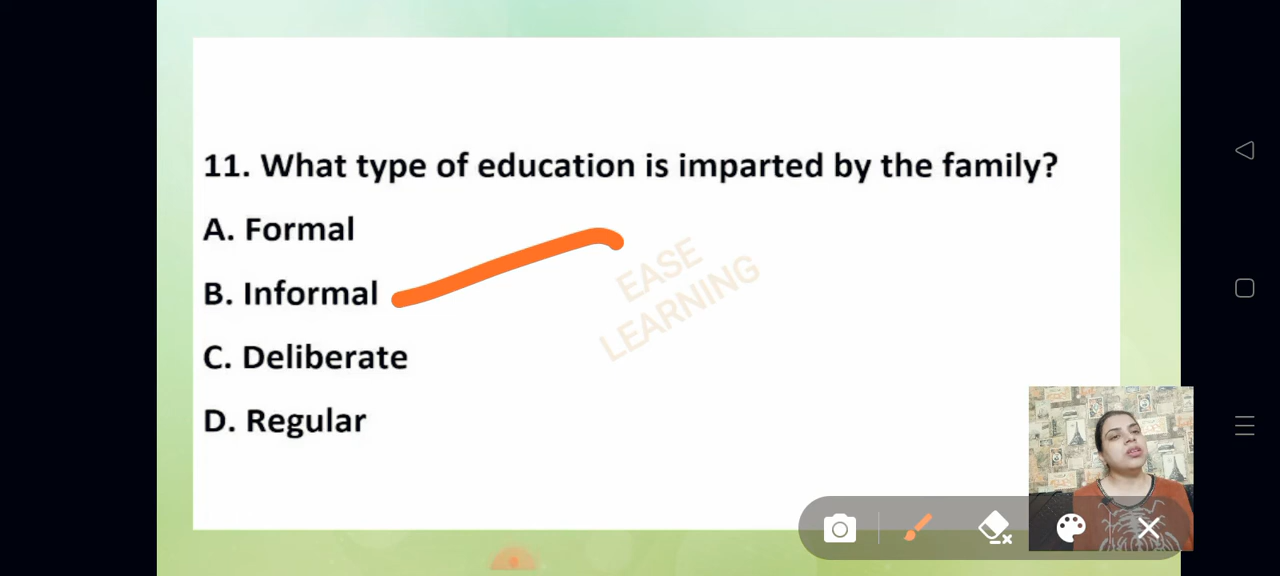 11. What type of education is imparted by the family?
A. Formal
B. Informal
C. Deliberate
D. Regular
EASE
LEARNING